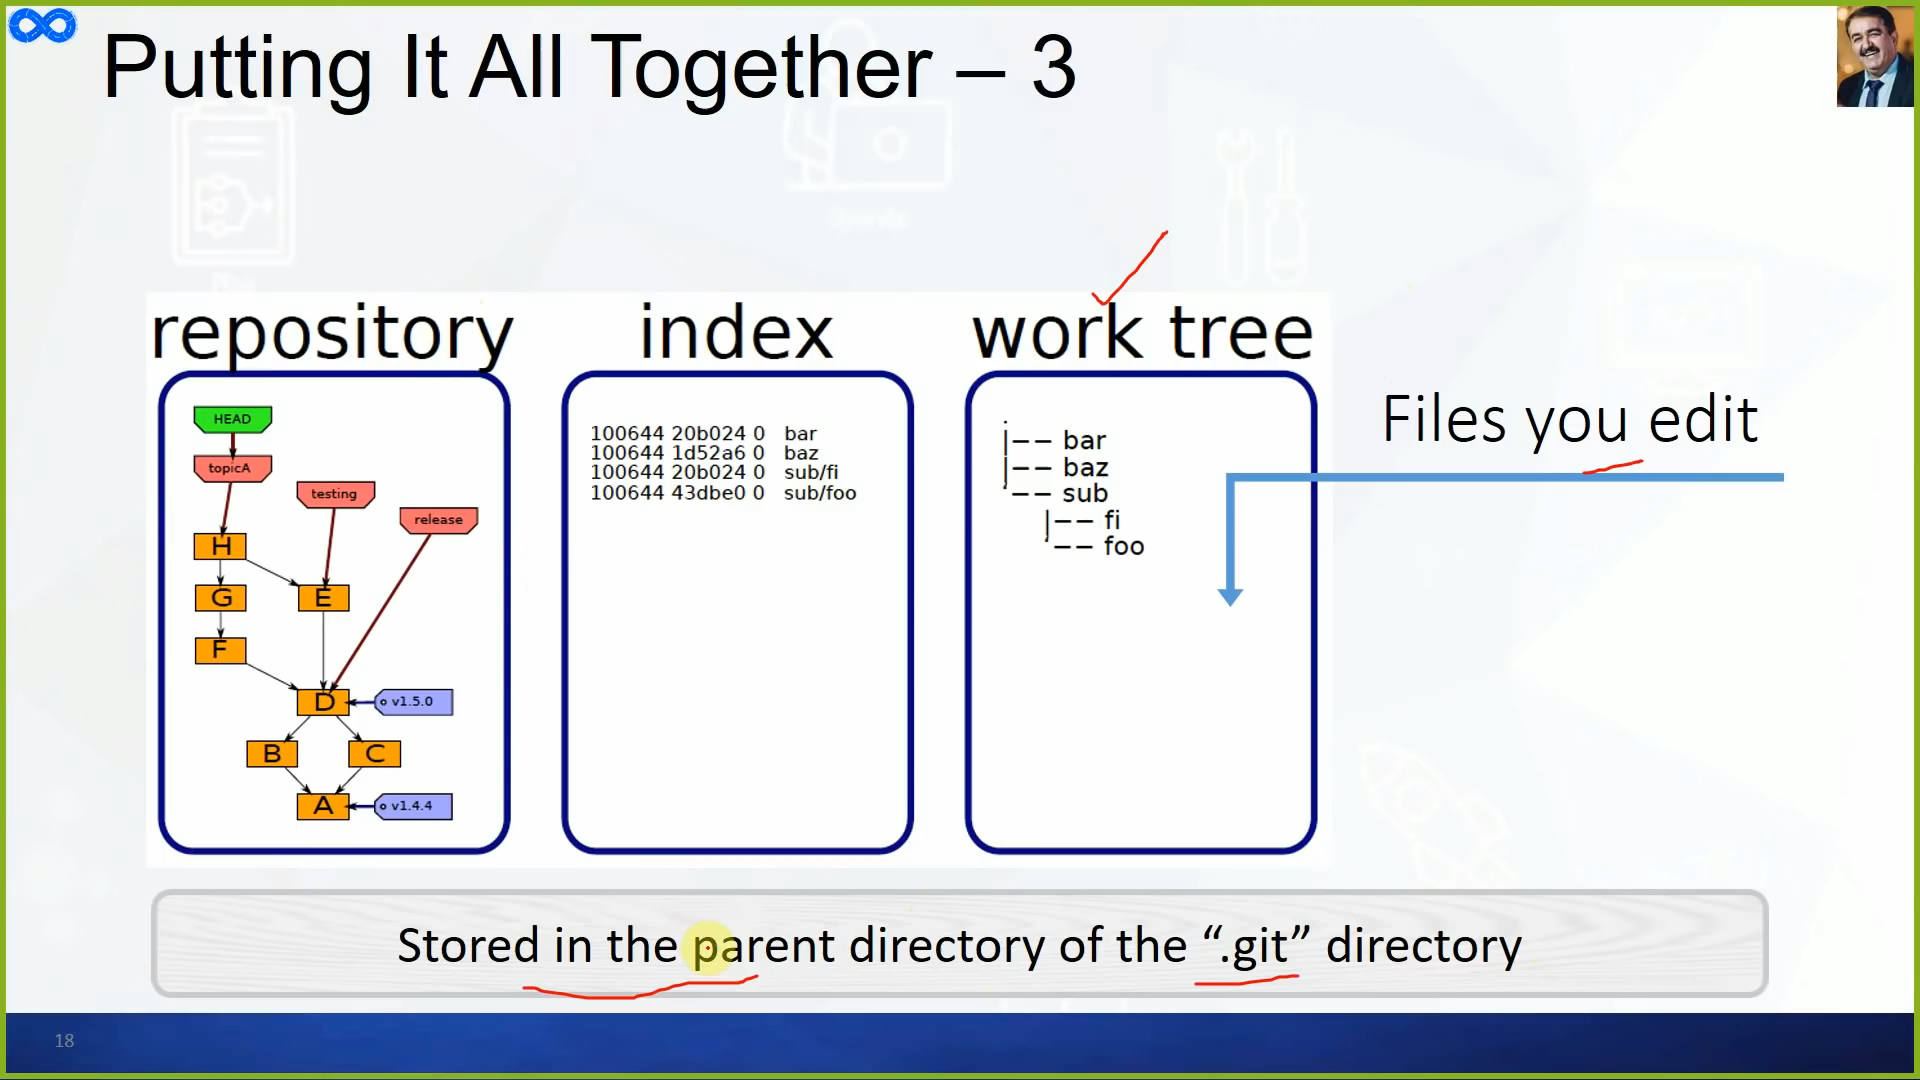 Putting It All Together – 3
repository
index
work tree
HEAD
topicA
testing
release
H
G
E
F
D
v1.5.0
B
C
A
v1.4.4
100644 20b024 0 bar
100644 1d52a6 0 baz
100644 20b024 0 sub/fi
100644 43dbe0 0 sub/foo
.
|-- bar
|-- baz
'-- sub
|-- fi
'-- foo
Files you edit
Stored in the parent directory of the “.git” directory
18